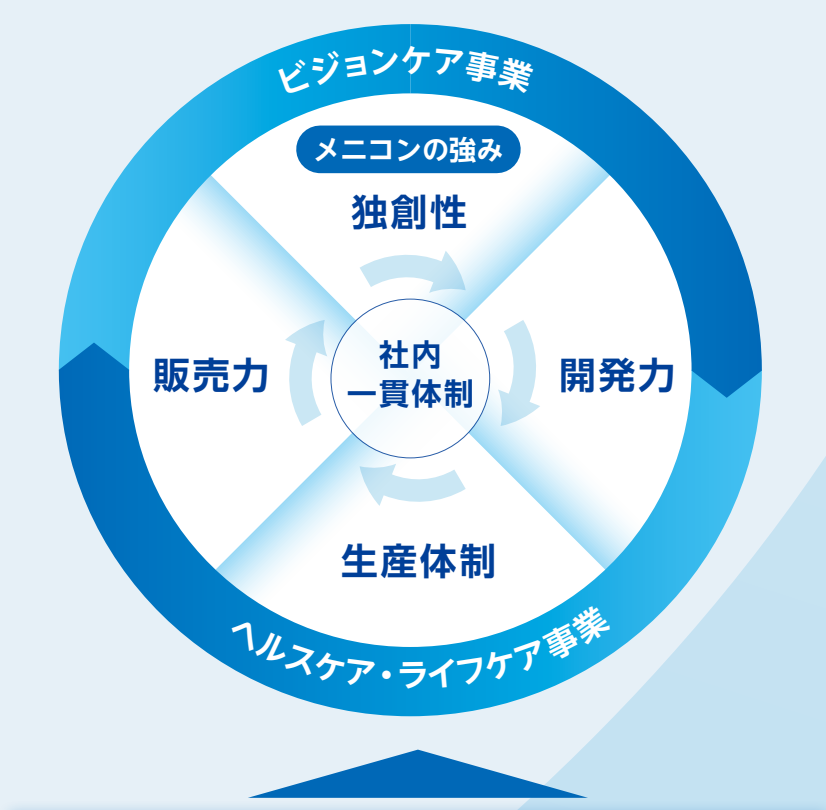 ビジョンケア事業
メニコンの強み
独創性
社内
一貫体制
販売力
開発力
生産体制
ヘルスケア・ライフケア事業